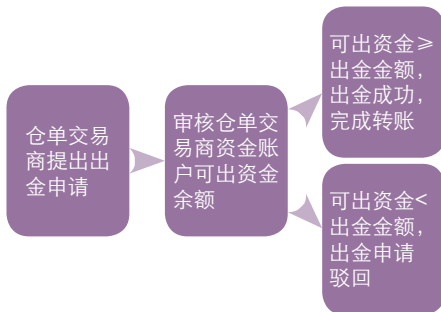 仓单交易
商提出出
金申请
审核仓单交
易商资金账
户可出资金
余额
可出资金≥
出金金额，
出金成功，
完成转账
可出资金<
出金金额，
出金申请
驳回